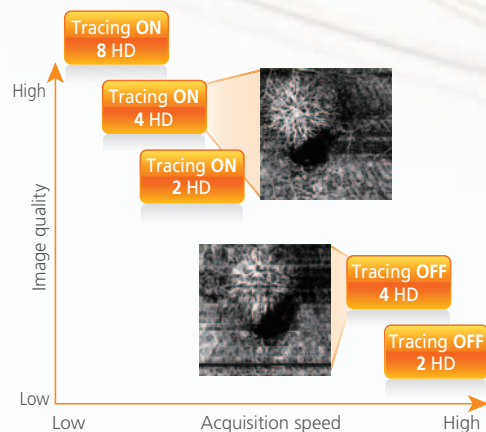 Tracing ON
8 HD
High
Tracing ON
4 HD
Tracing ON
2 HD
Image quality
Tracing OFF
4 HD
Tracing OFF
2 HD
Low
Low
Acquisition speed
High